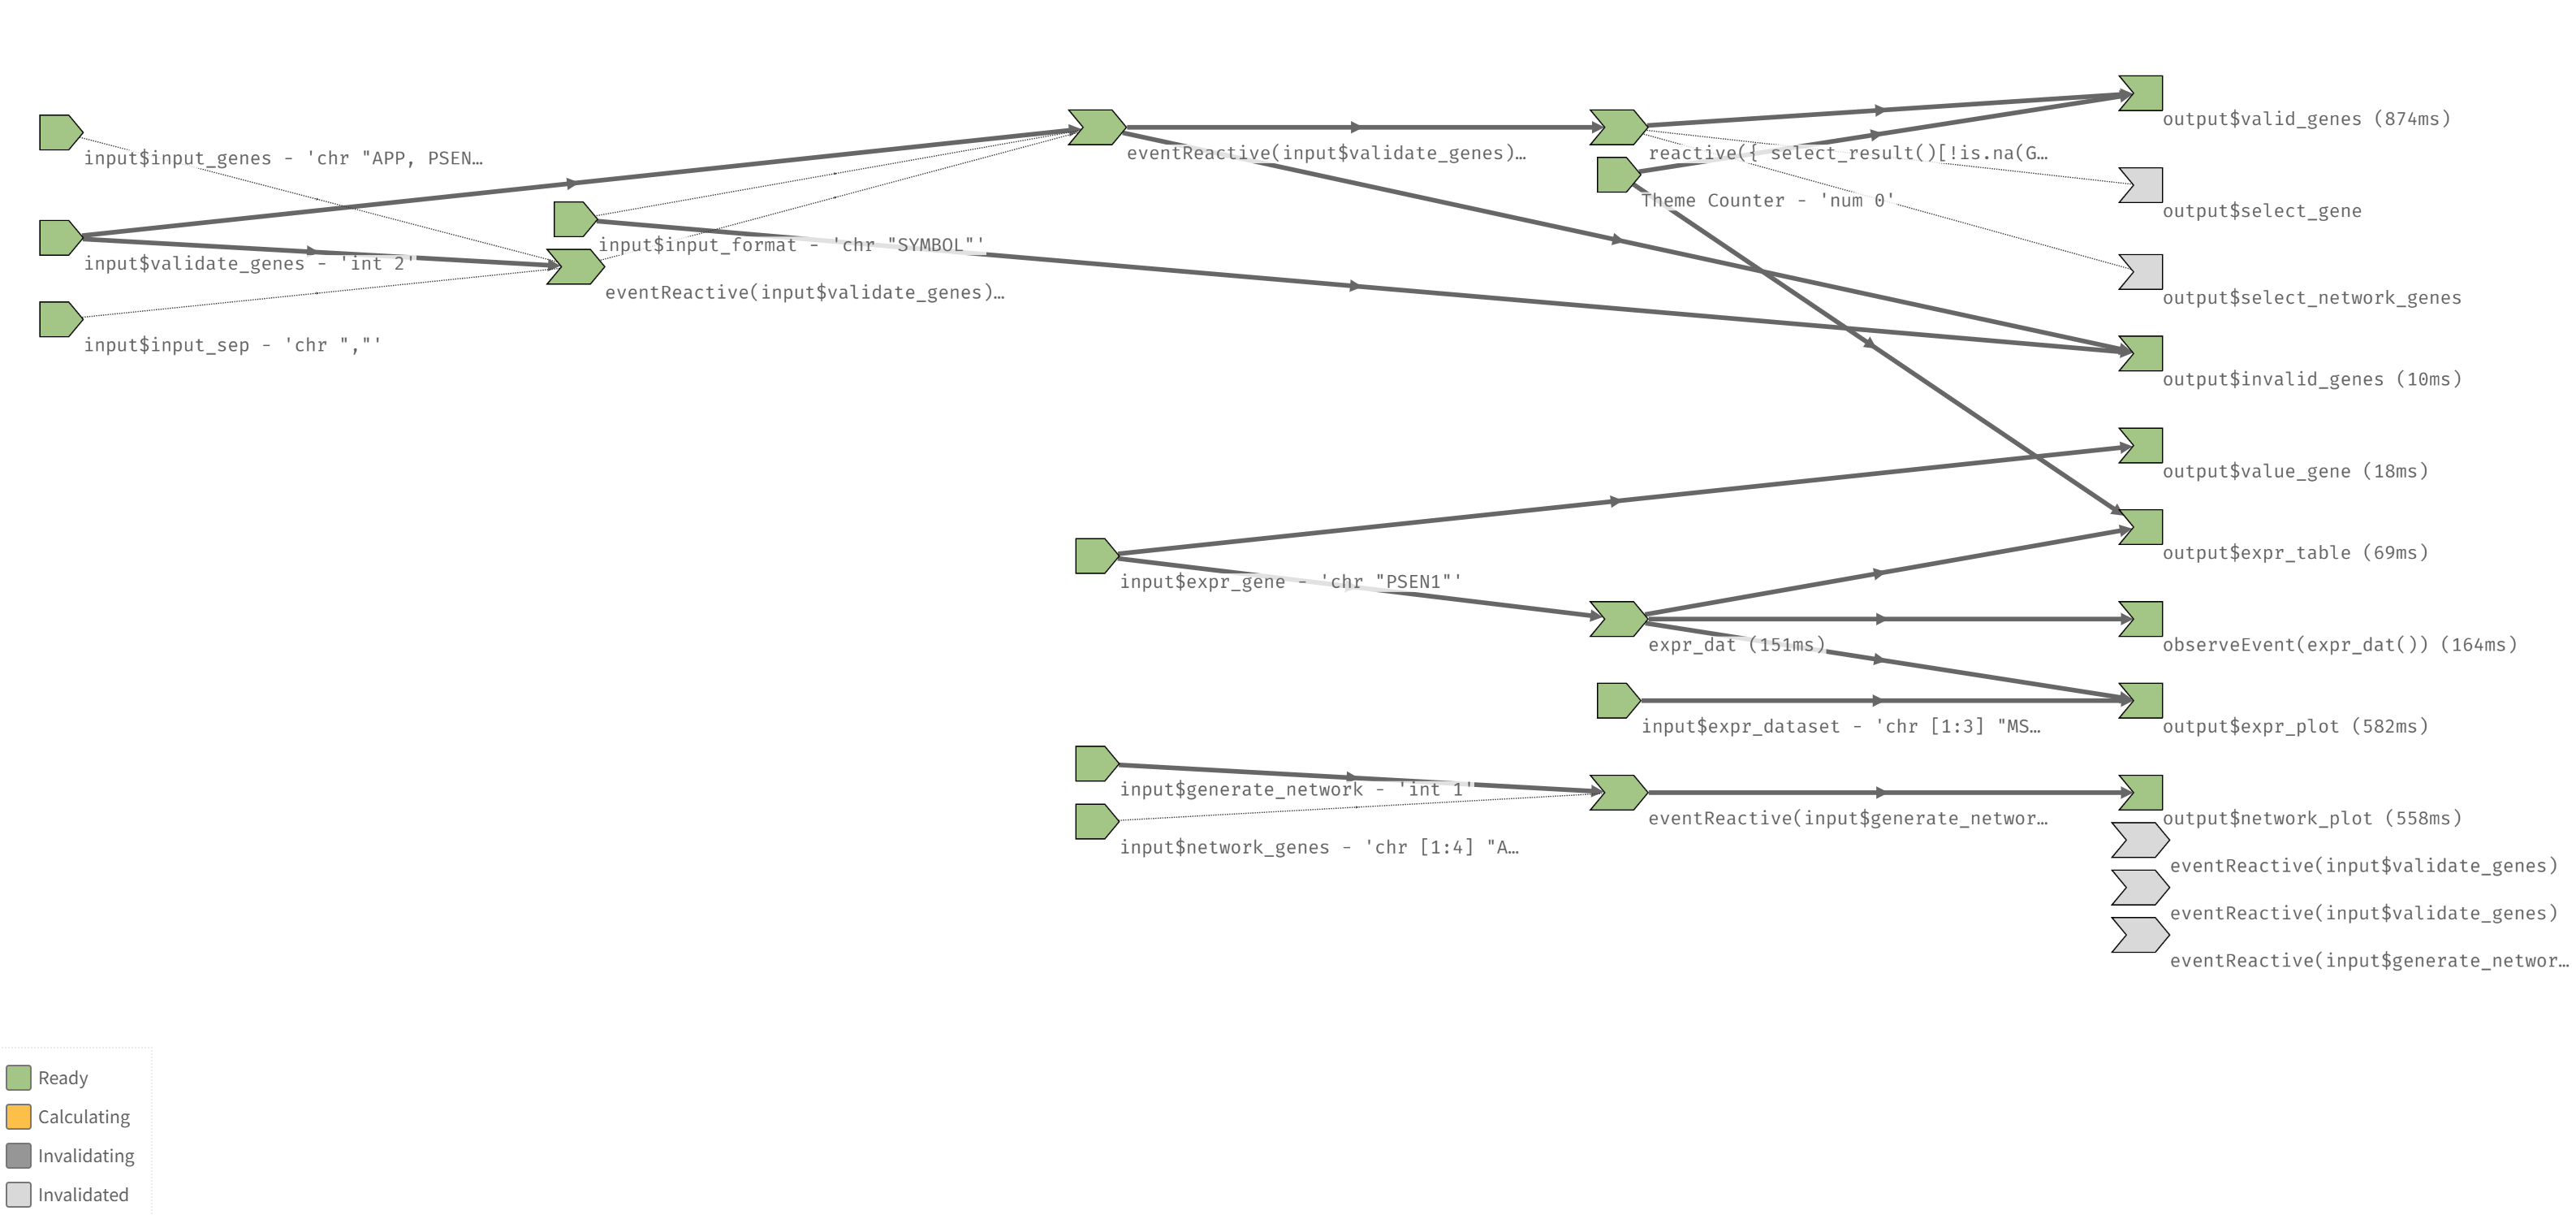 output$valid_genes (874ms)
input$input_genes - 'chr "APP, PSEN…
eventReactive(input$validate_genes)…
reactive({ select_result()[!is.na(G…
Theme Counter - 'num 0'
output$select_gene
input$input_format - 'chr "SYMBOL"'
input$validate_genes - 'int 2'
eventReactive(input$validate_genes)…
output$select_network_genes
input$input_sep - 'chr ","'
output$invalid_genes (10ms)
output$value_gene (18ms)
output$expr_table (69ms)
input$expr_gene - 'chr "PSEN1"'
expr_dat (151ms)
observeEvent(expr_dat()) (164ms)
input$expr_dataset - 'chr [1:3] "MS…
output$expr_plot (582ms)
input$generate_network - 'int 1'
eventReactive(input$generate_networ…
output$network_plot (558ms)
input$network_genes - 'chr [1:4] "A…
eventReactive(input$validate_genes)
eventReactive(input$validate_genes)
eventReactive(input$generate_networ…
Ready
Calculating
Invalidating
Invalidated